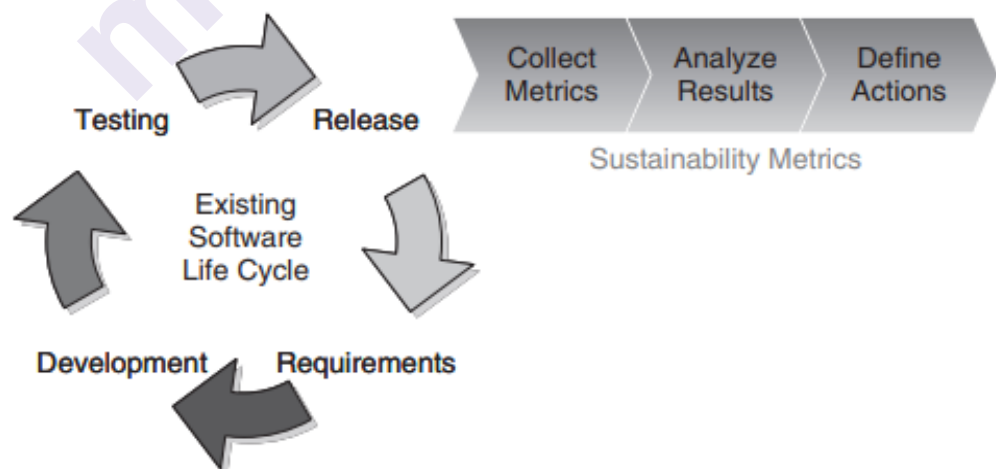 Collect
Metrics
Analyze
Results
Define
Actions
Testing
Release
Sustainability Metrics
Existing
Software
Life Cycle
Development
Requirements